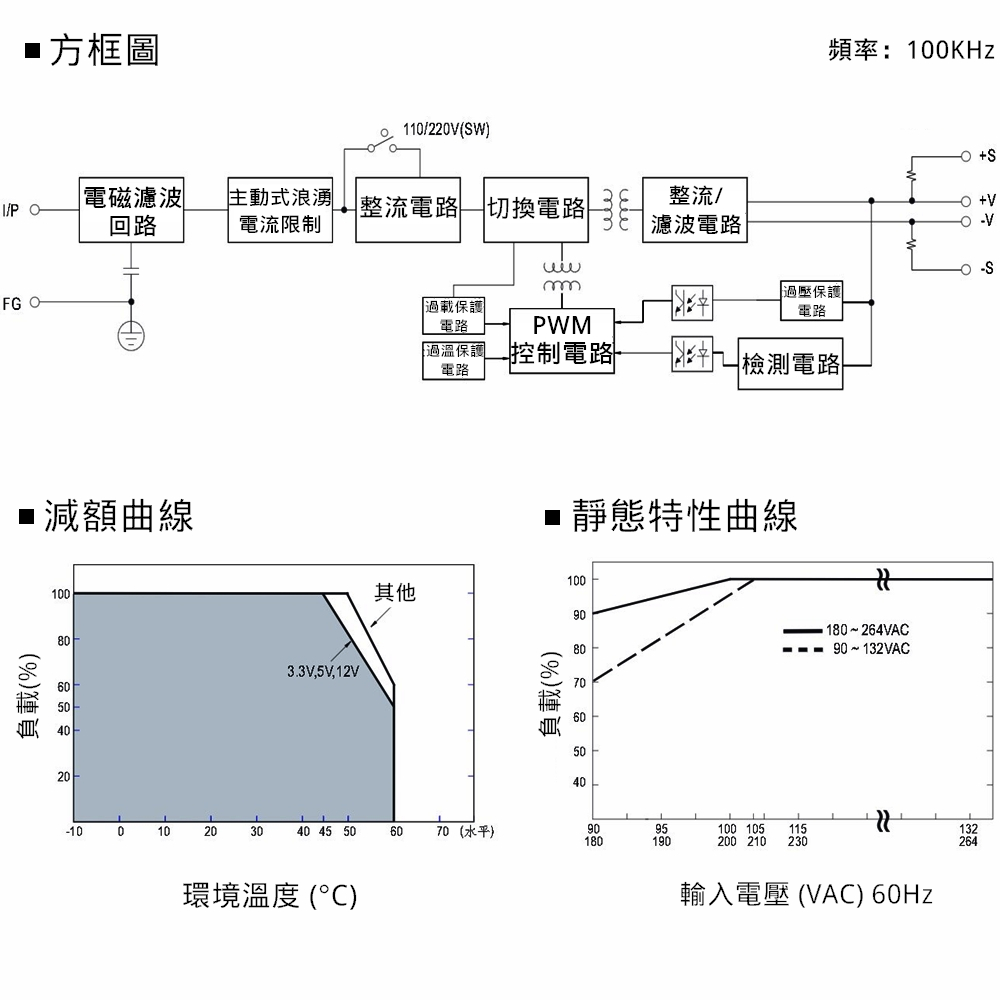 ■方框圖
頻率：100KHz
110/220V(SW)
I/P
電磁濾波
回路
主動式浪湧
電流限制
整流電路
切換電路
整流/
濾波電路
+S
+V
-V
-S
FG
過載保護
電路
過溫保護
電路
PWM
控制電路
過壓保護
電路
檢測電路
■減額曲線
負載(%)
100
80
60
50
40
20
其他
3.3V,5V,12V
-10 0 10 20 30 40 45 50 60 70 (水平)
環境溫度 (°C)
■靜態特性曲線
負載(%)
100
90
80
70
60
50
40
180 ~ 264VAC
90 ~ 132VAC
90 95 100 105 115 132
180 190 200 210 230 264
輸入電壓 (VAC) 60Hz